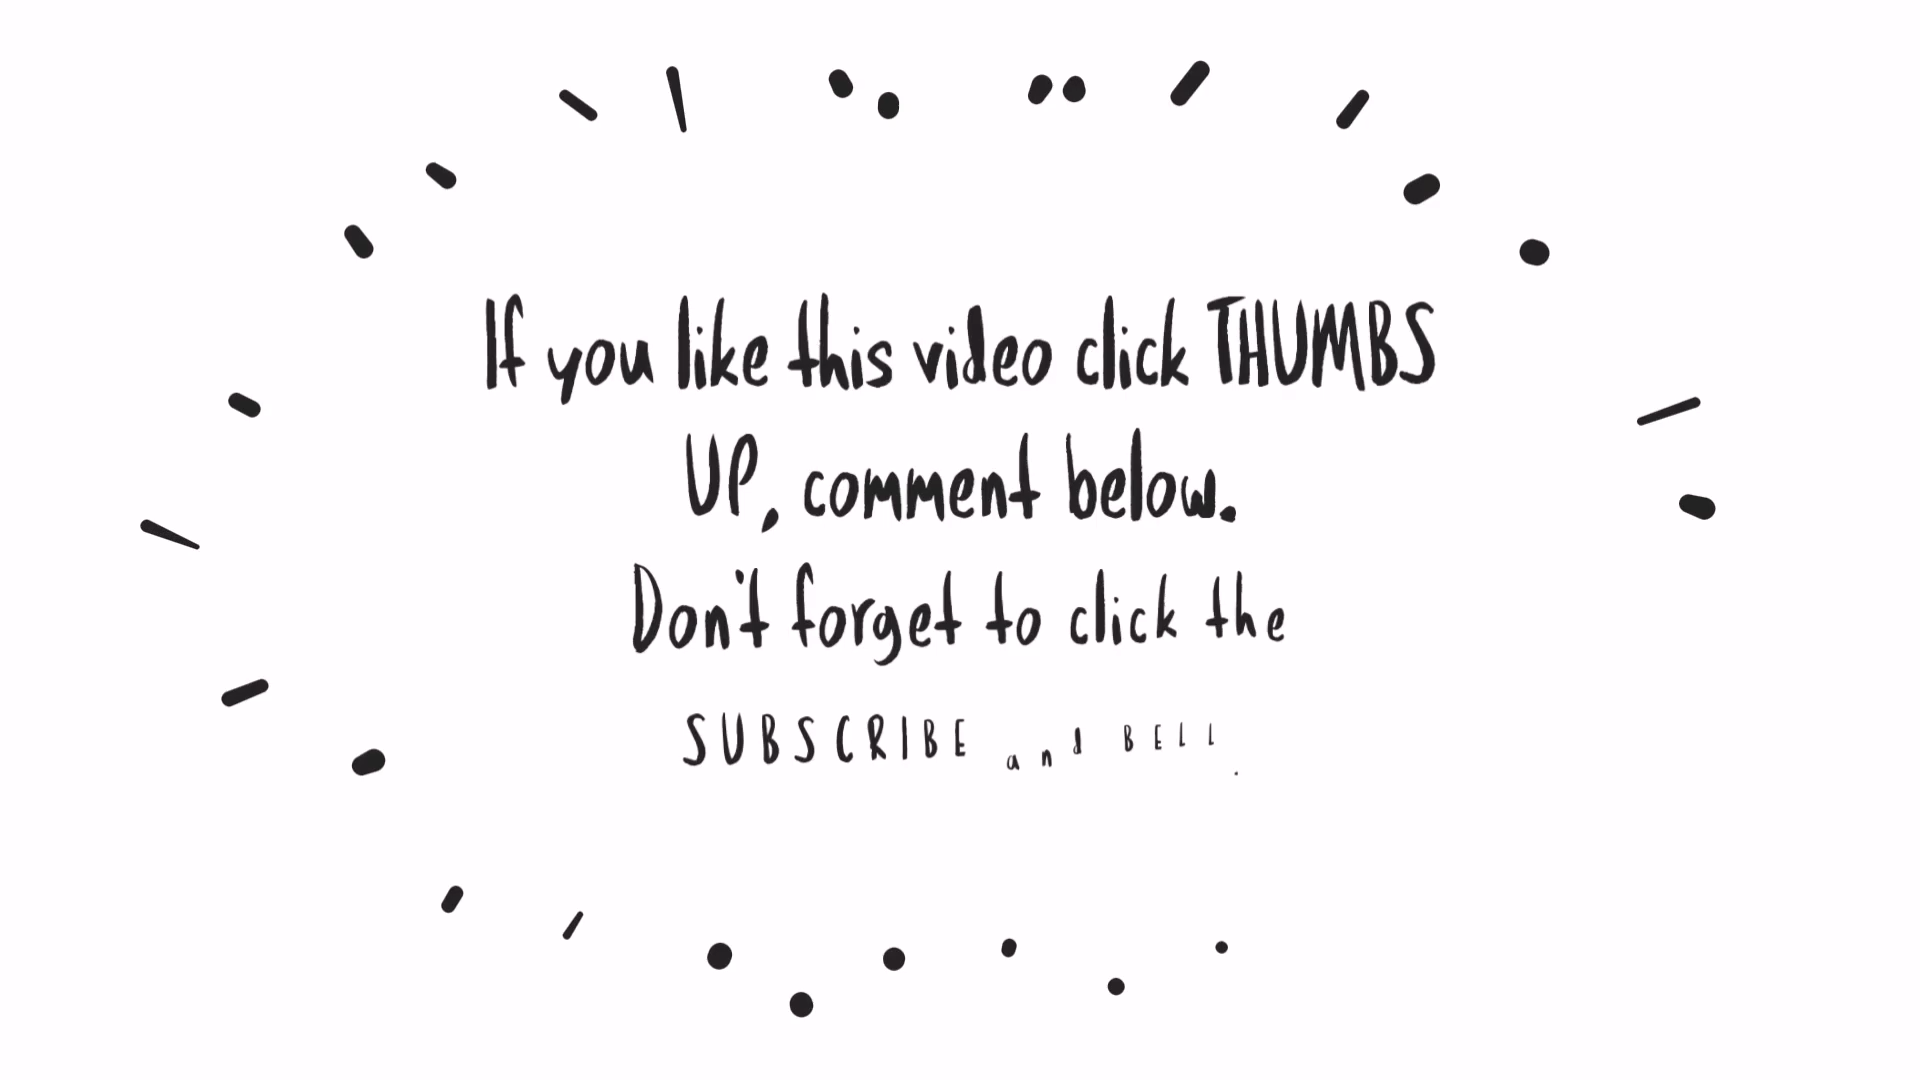 If you like this video click THUMBS
UP, comment below.
Don't forget to click the
SUBSCRIBE and BELL.